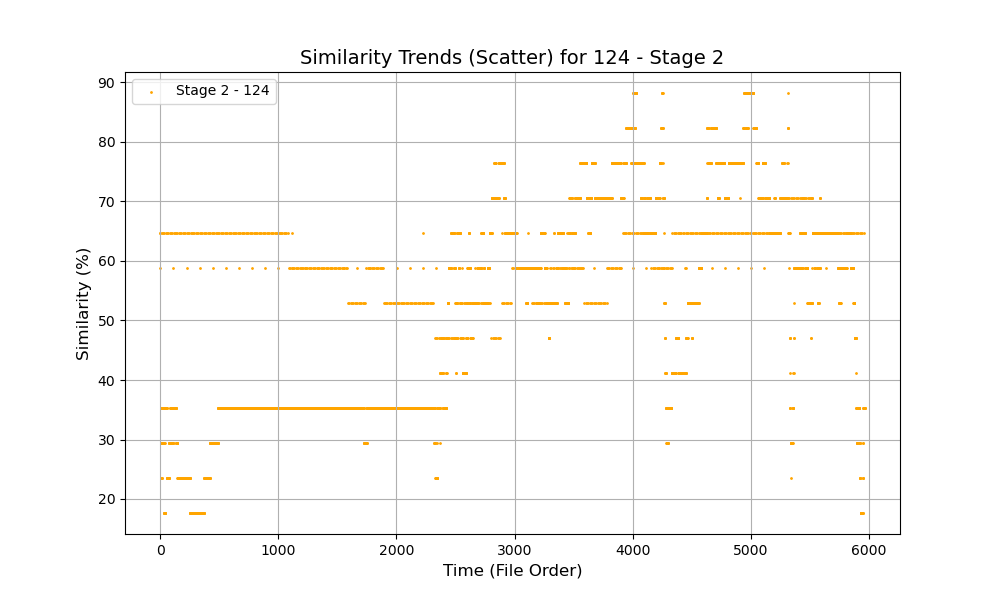 Similarity Trends (Scatter) for 124 - Stage 2
Stage 2 - 124
Similarity (%)
90
80
70
60
50
40
30
20
0 1000 2000 3000 4000 5000 6000
Time (File Order)